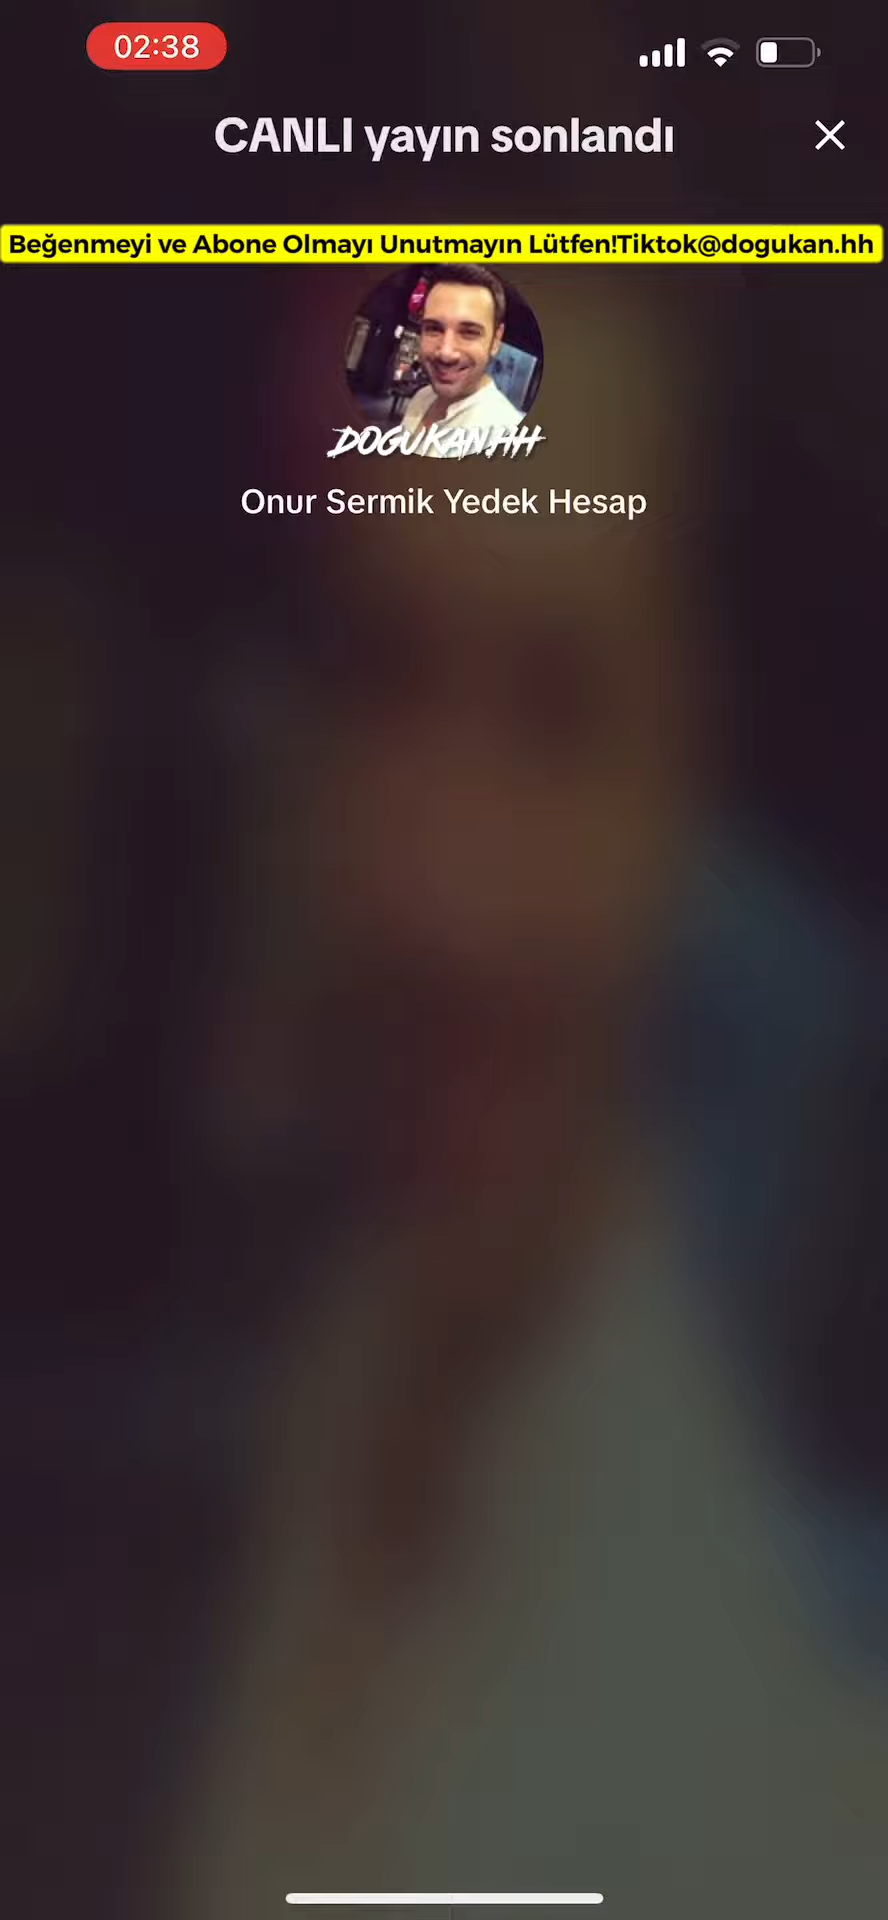 02:38
CANLI yayın sonlandı
Beğenmeyi ve Abone Olmayı Unutmayın Lütfen!Tiktok@dogukan.hh
DOGUKAN.HH
Onur Sermik Yedek Hesap